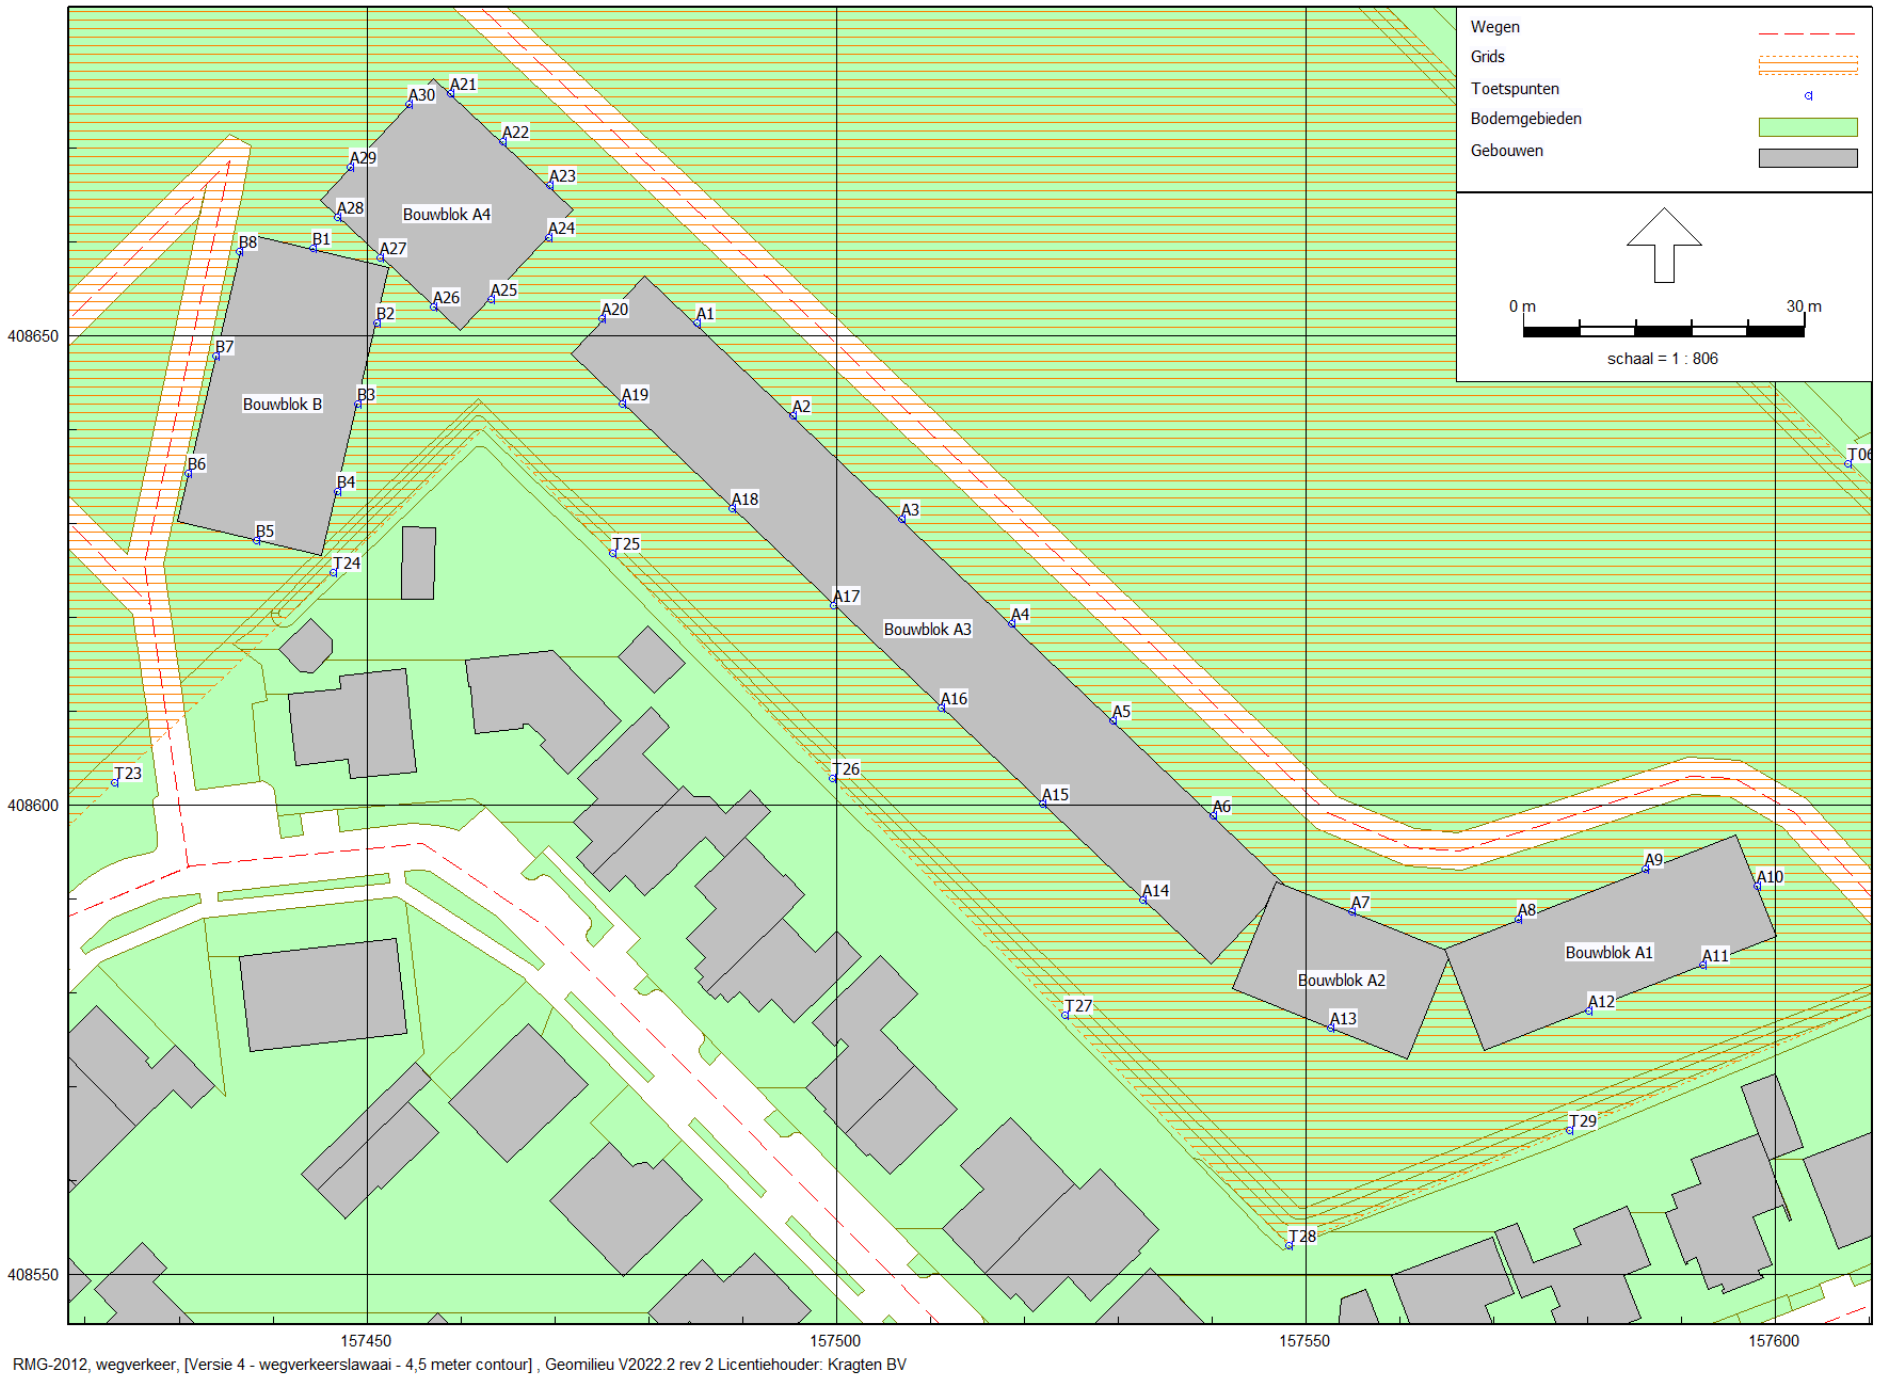 Wegen
Grids
Toetspunten
Bodemgebieden
Gebouwen
0 m 30 m
schaal = 1 : 806
A30 A21
A22
A29 A23
A28 Bouwblok A4
A24
B8 B1
A27
A26 A25
B2 A20 A1
408650
B7
B3 A19 A2
Bouwblok B
T06
B6
B4 A18
A3
B5
T25
T24
A17 A4
Bouwblok A3
A16 A5
T23 T26
408600 A15 A6
A9
A14 A10
A7 A8
Bouwblok A1 A11
Bouwblok A2
T27 A12
A13
T29
T28
408550
157450 157500 157550 157600
RMG-2012, wegverkeer, [Versie 4 - wegverkeerslawaai - 4,5 meter contour] , Geomilieu V2022.2 rev 2 Licentiehouder: Kragten BV